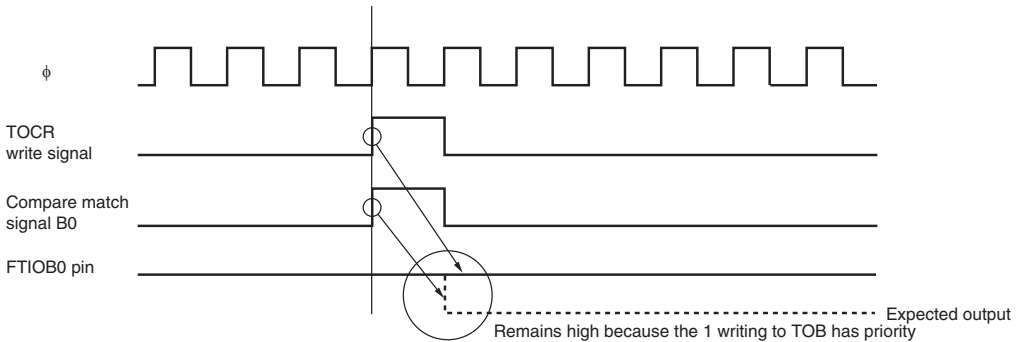 ϕ
TOCR
write signal
Compare match
signal B0
FTIOB0 pin
Expected output
Remains high because the 1 writing to TOB has priority